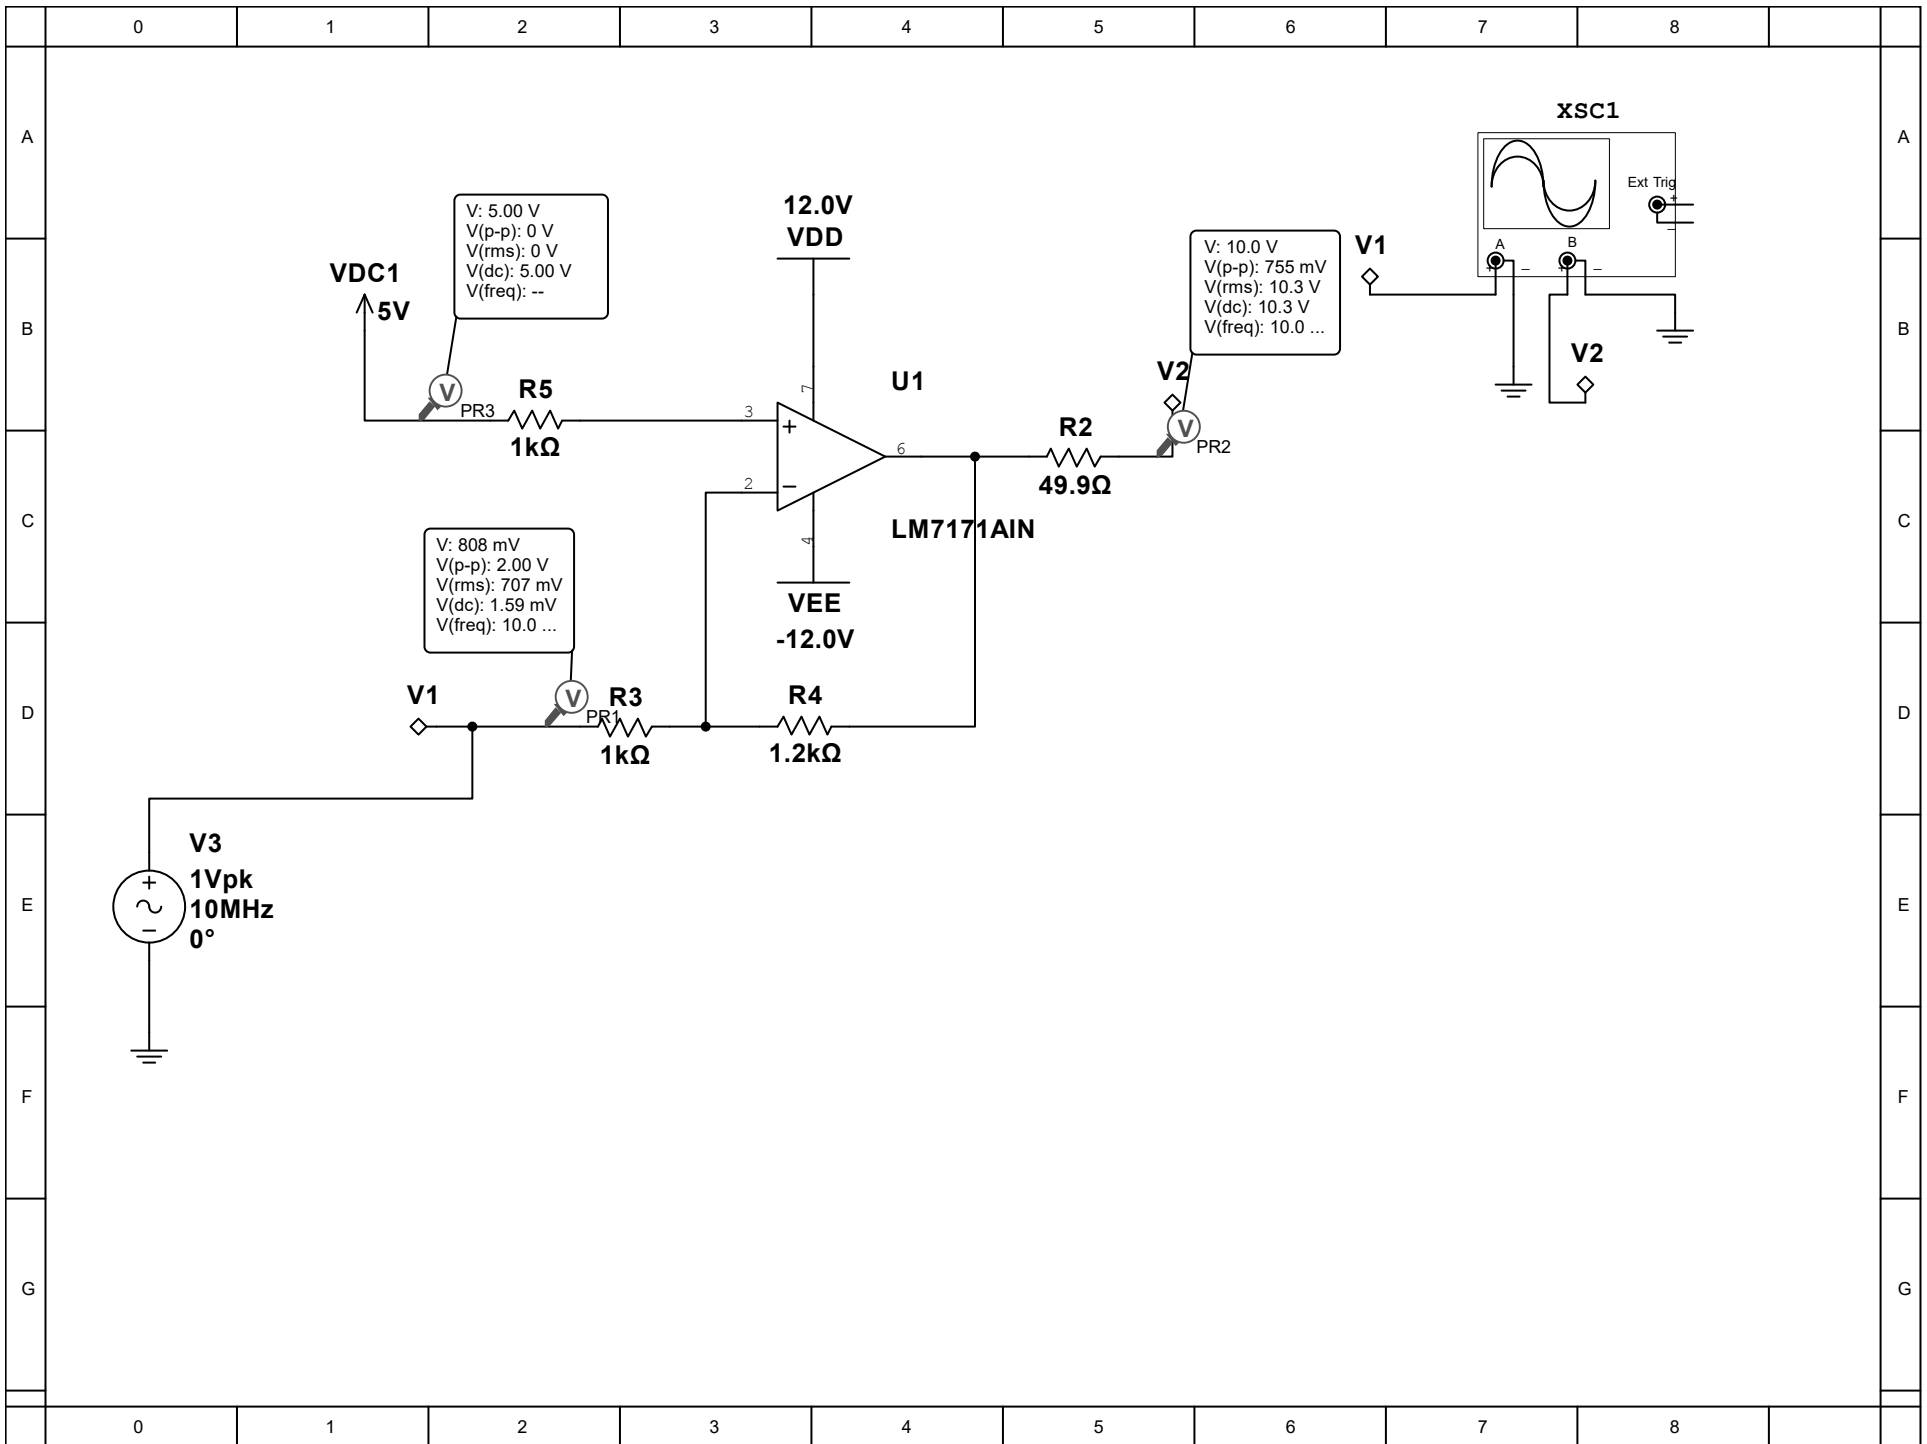 0 1 2 3 4 5 6 7 8
A
B
C
D
E
F
G
A
B
C
D
E
F
G
XSC1
Ext Trig
+
_
A
B
+
_
+
_
V1
V2
VDC1
5V
V: 5.00 V
V(p-p): 0 V
V(rms): 0 V
V(dc): 5.00 V
V(freq): --
V
PR3
R5
1kΩ
12.0V
VDD
7
3
+
2
−
4
6
U1
LM7171AIN
VEE
-12.0V
V: 10.0 V
V(p-p): 755 mV
V(rms): 10.3 V
V(dc): 10.3 V
V(freq): 10.0 ...
V2
V
PR2
R2
49.9Ω
V: 808 mV
V(p-p): 2.00 V
V(rms): 707 mV
V(dc): 1.59 mV
V(freq): 10.0 ...
V
PR1
V1
R3
1kΩ
R4
1.2kΩ
V3
1Vpk
10MHz
0°
+
−
0 1 2 3 4 5 6 7 8